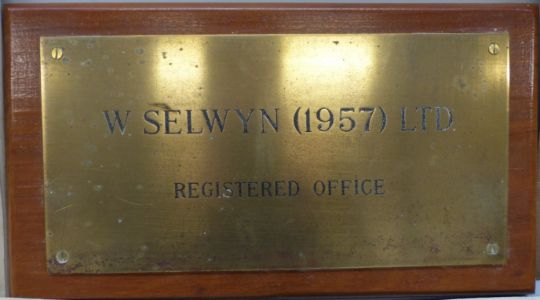 W. SELWYN (1957) LTD.
REGISTERED OFFICE